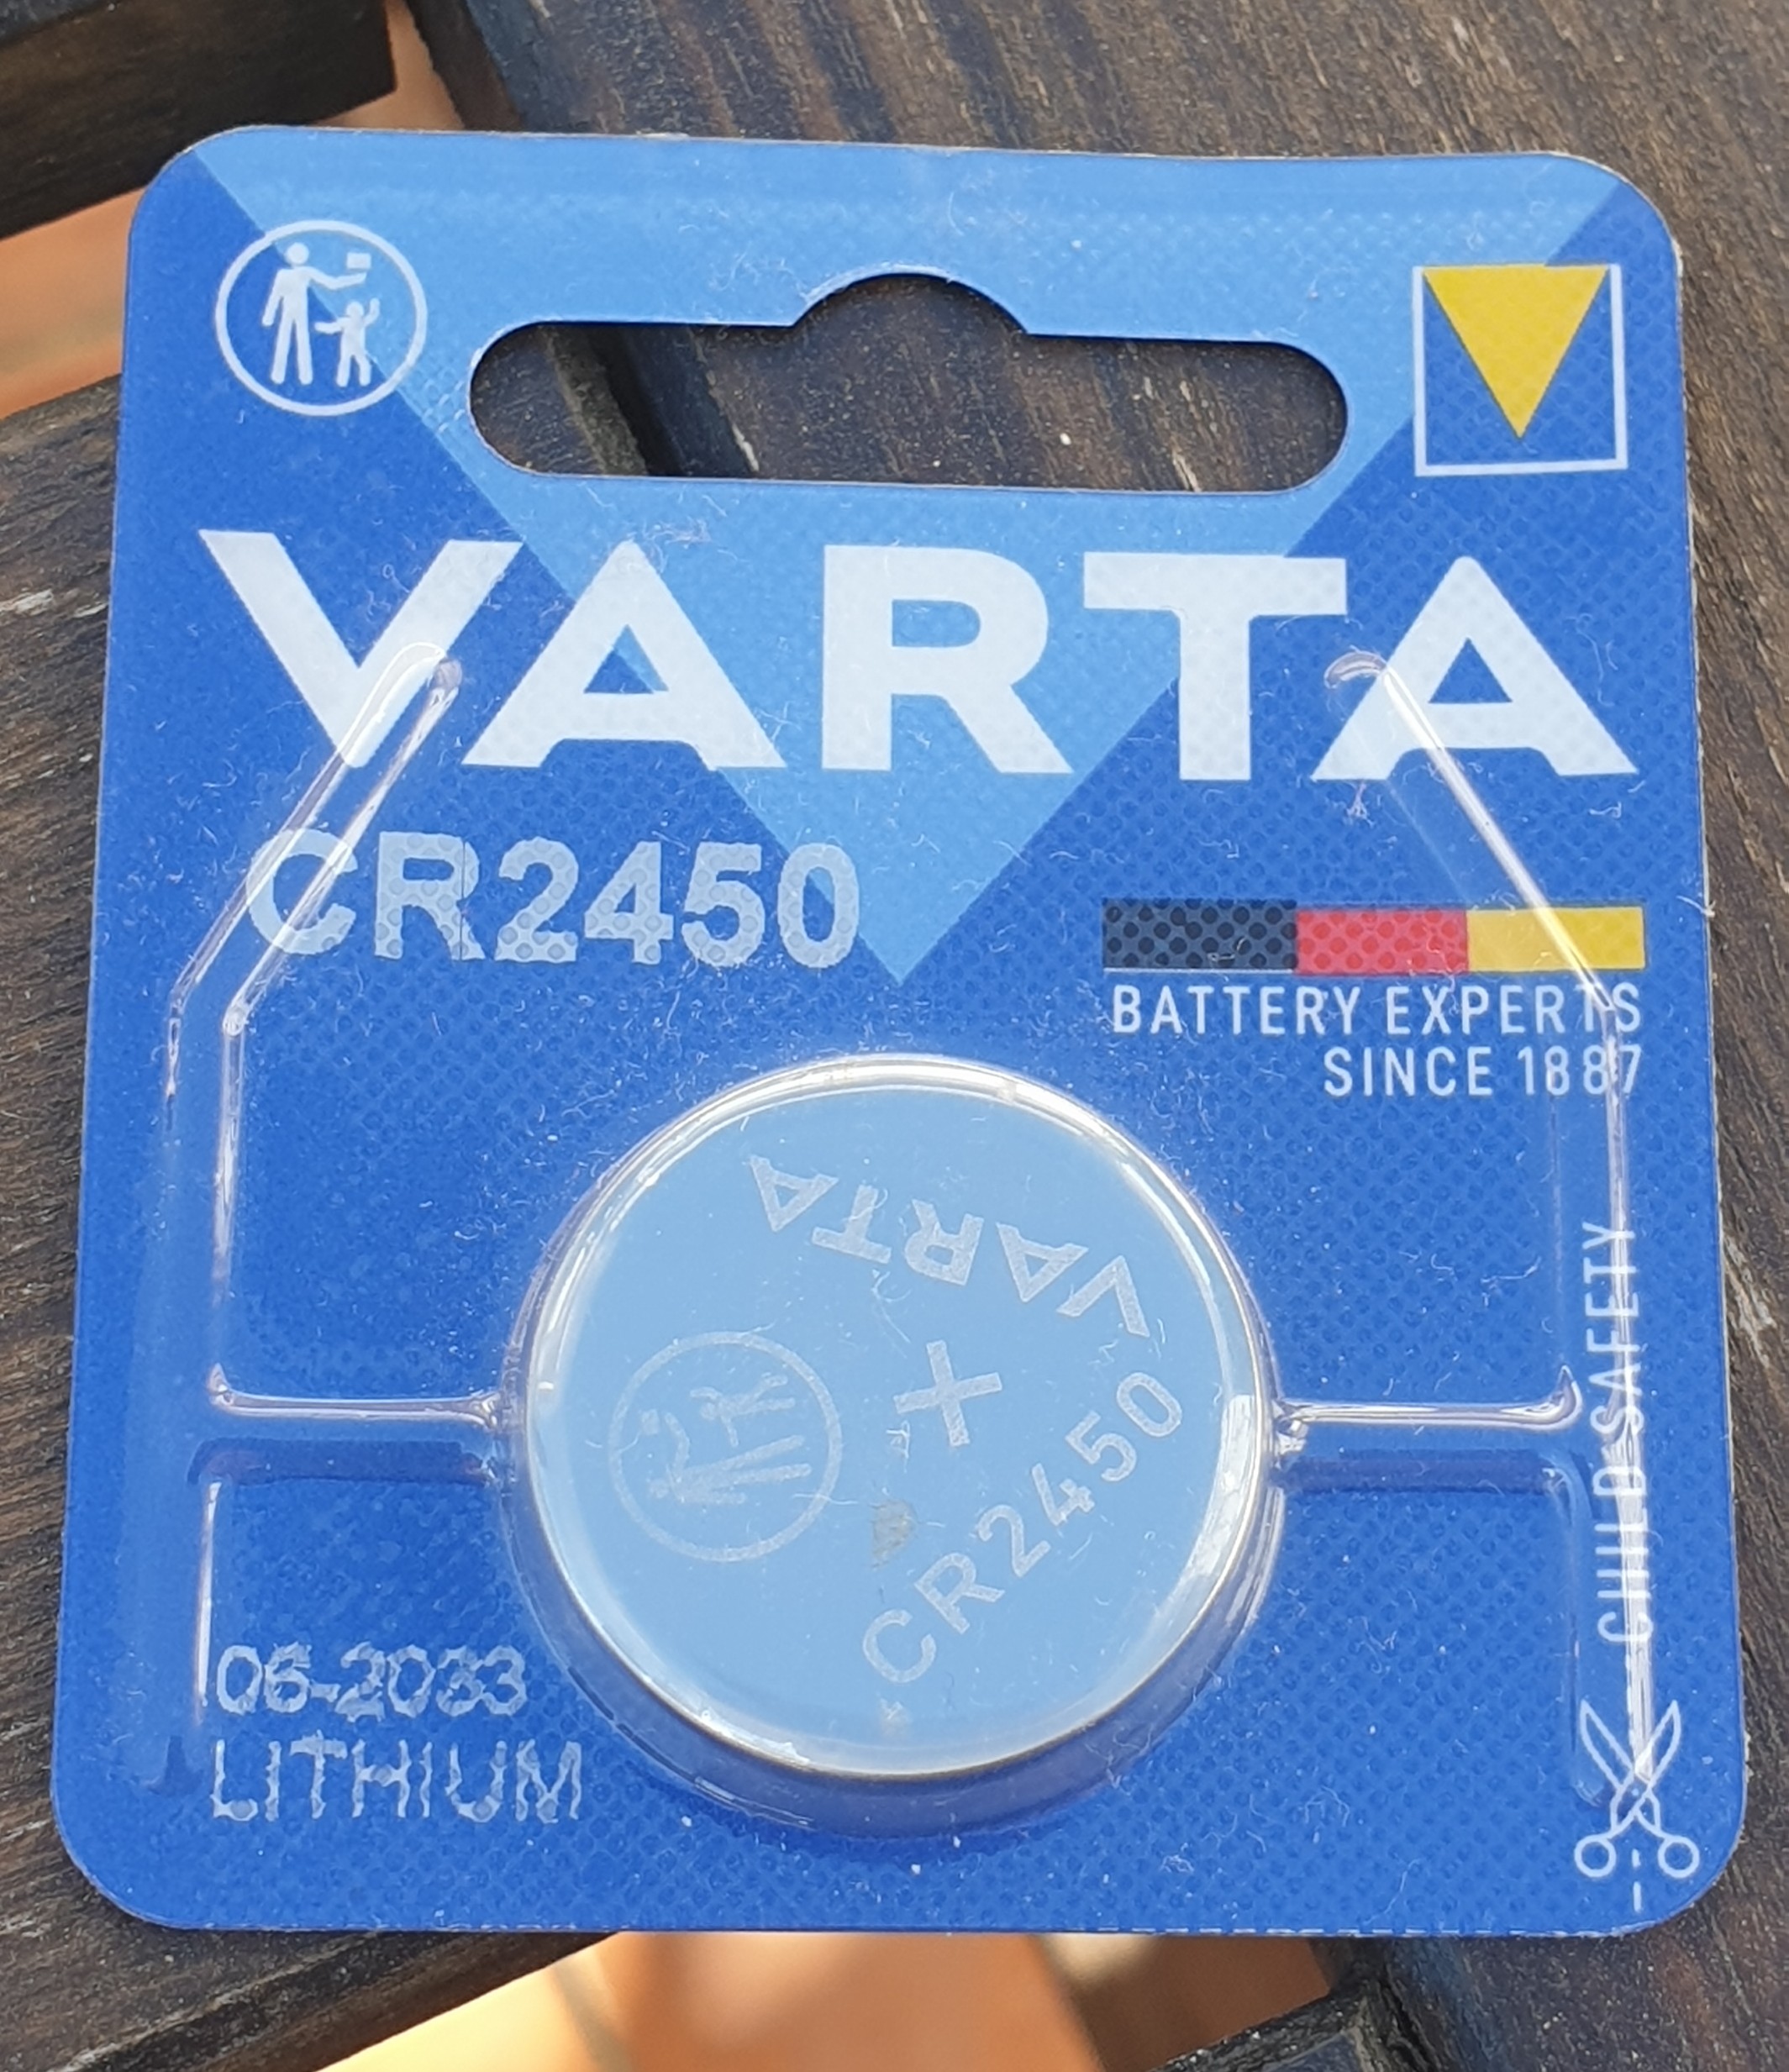 VARTA
CR2450
BATTERY EXPERTS
SINCE 1887
VARTA
+
CR2450
CHILD SAFETY
06-2033
LITHIUM